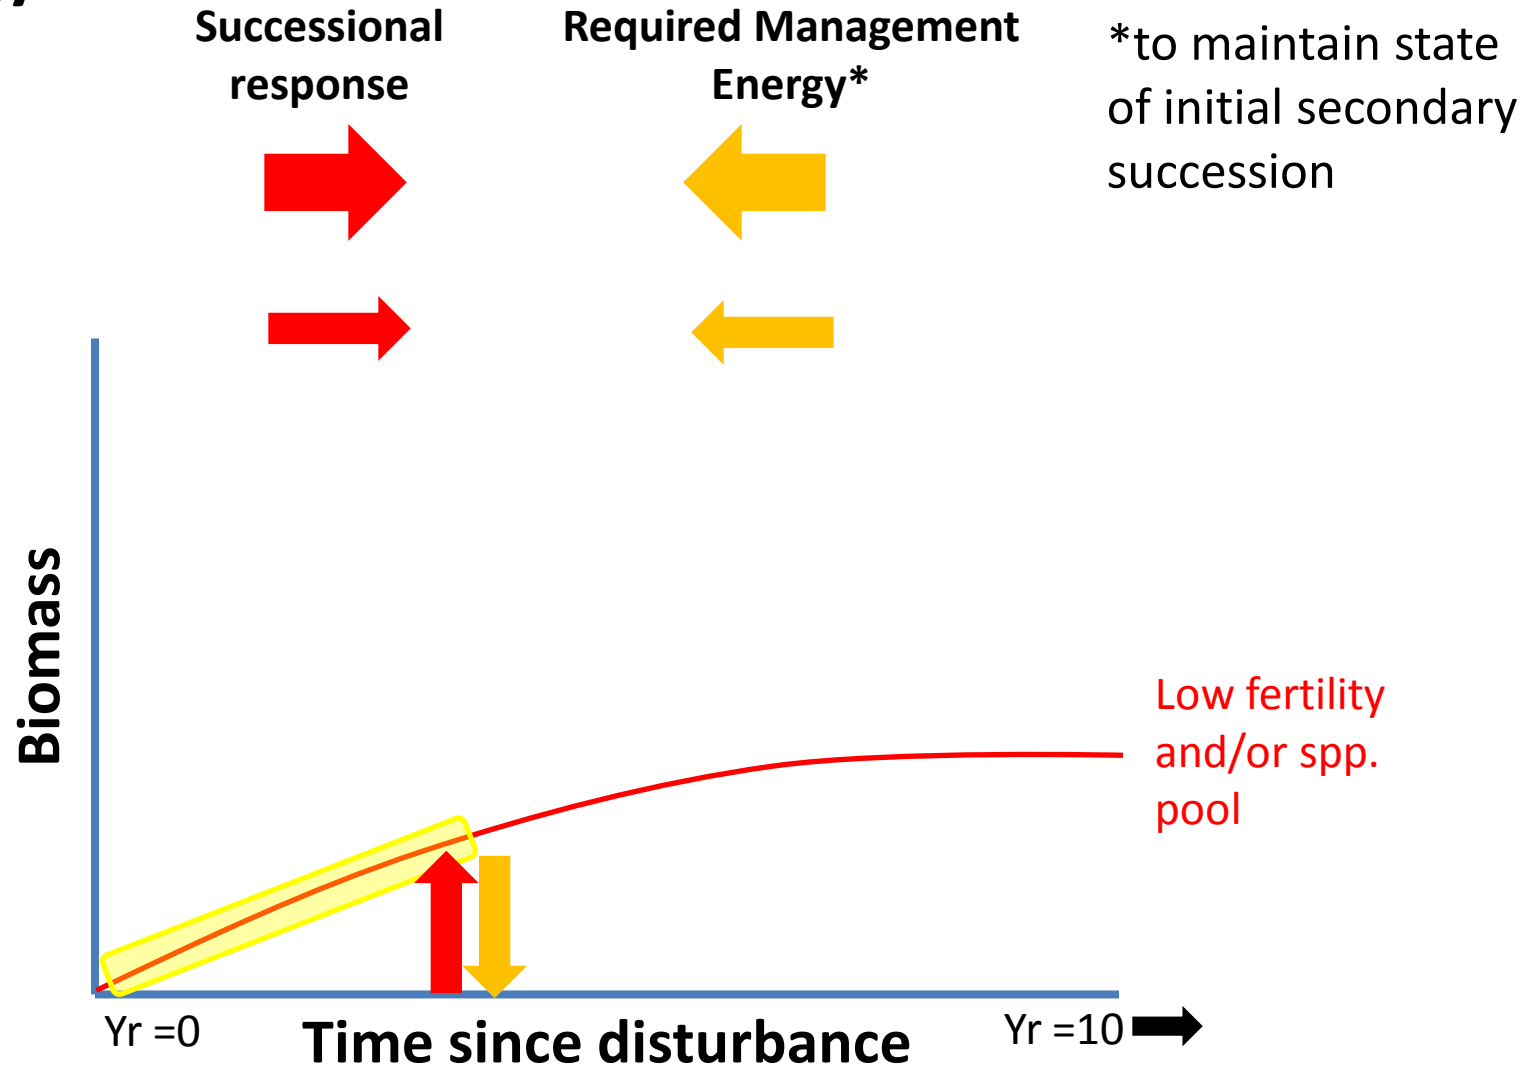 Successional
response
Required Management
Energy*
*to maintain state
of initial secondary
succession
Biomass
Low fertility
and/or spp.
pool
Yr =0
Time since disturbance
Yr =10